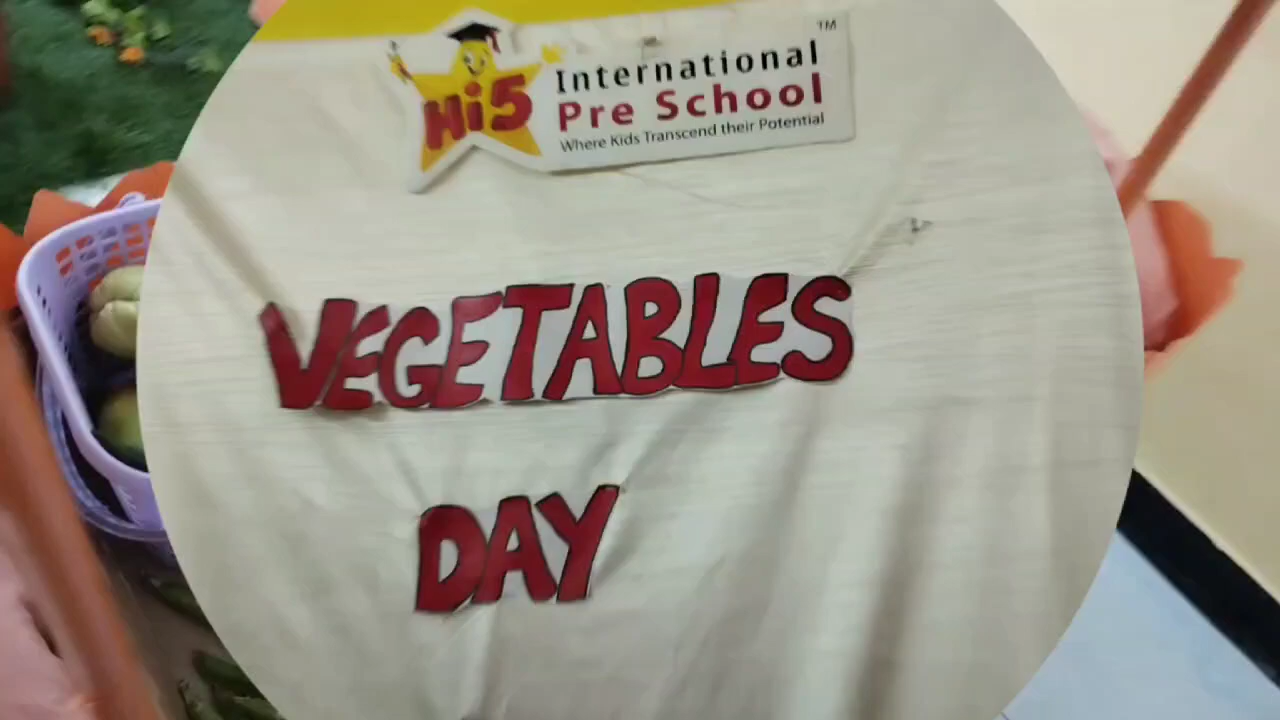 Hi5
International
Pre School
™
Where Kids Transcend their Potential
VEGETABLES
DAY